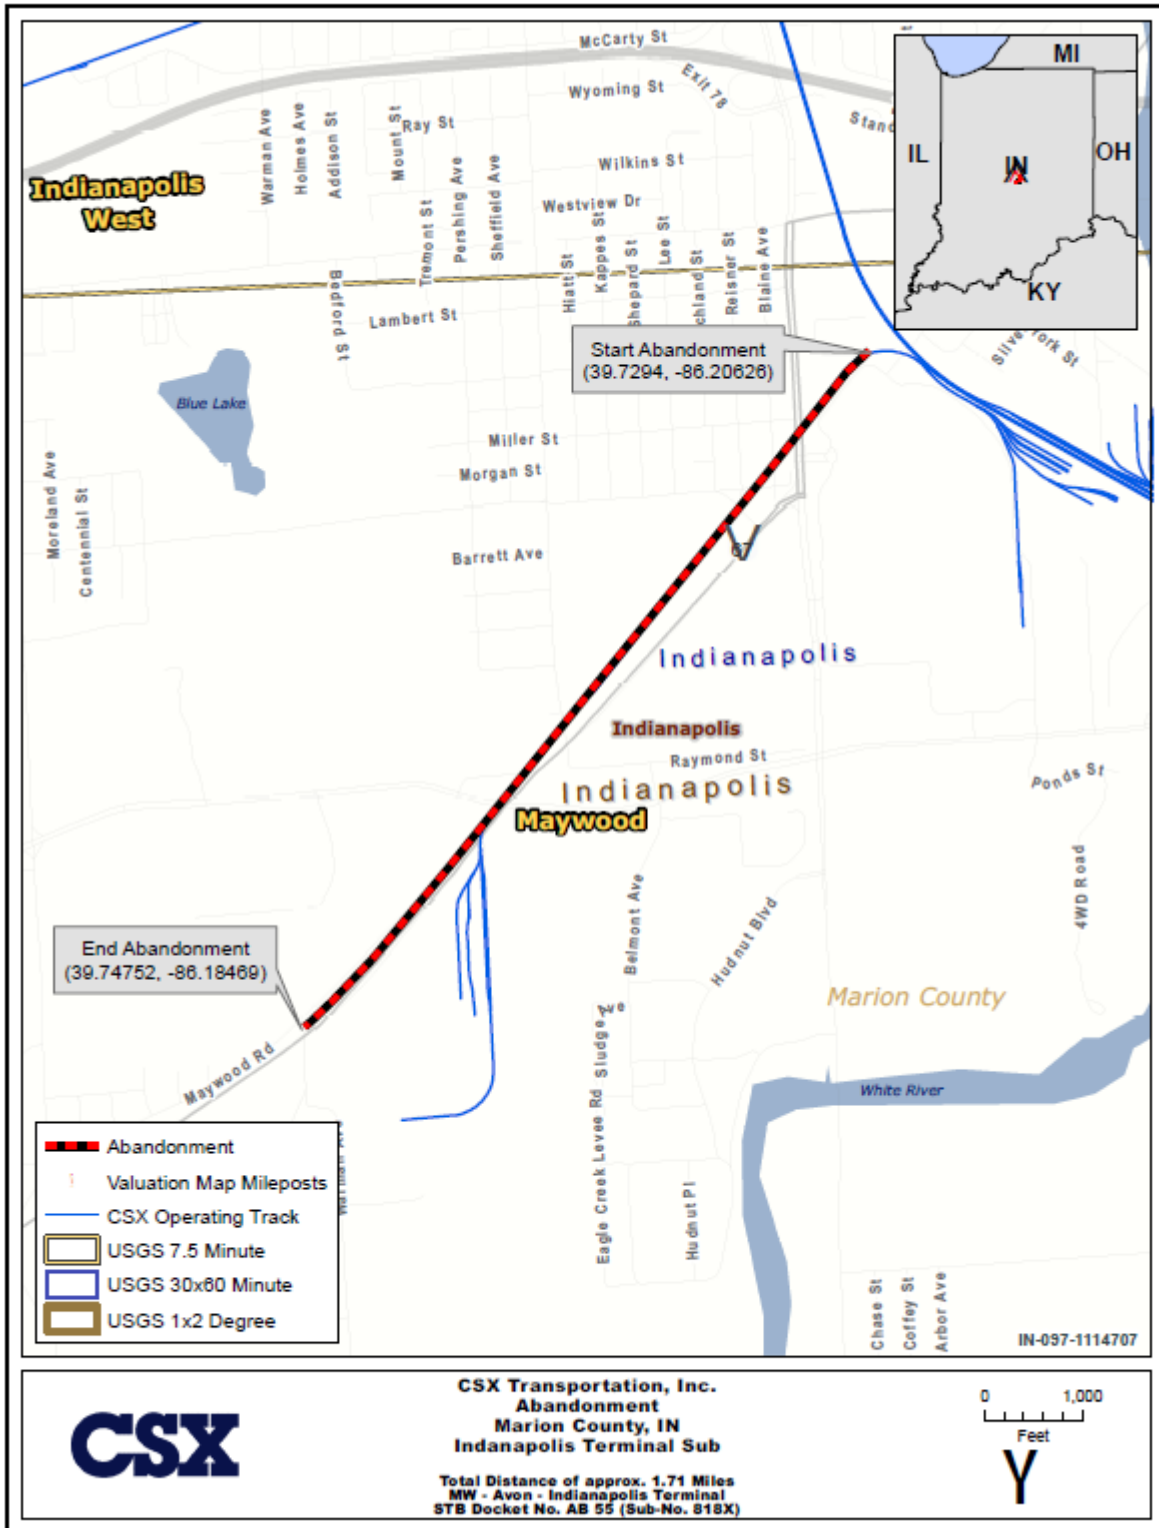 McCarty St
Exit 78
Wyoming St
Ray St
Warman Ave
Holmes Ave
Addison St
Mount St
Wilkins St
Westview Dr
Indianapolis
West
Tremont St
Pershing Ave
Sheffield Ave
Hiatt St
Kappes St
Shepard St
Lee St
chland St
Reisner St
Blaine Ave
MI
IL
IN
OH
KY
Bedford St
Lambert St
Start Abandonment
(39.7294, -86.20626)
York St
Blue Lake
Miller St
Morgan St
Moreland Ave
Centennial St
Barrett Ave
67
Indianapolis
Indianapolis
Raymond St
Indianapolis
Ponds St
Maywood
Belmont Ave
Hudnut Blvd
4WD Road
End Abandonment
(39.74752, -86.18469)
Marion County
Sludge Ave
Maywood Rd
White River
Eagle Creek Levee Rd
Hudnut Pl
Chase St
Coffey St
Arbor Ave
Abandonment
Valuation Map Mileposts
CSX Operating Track
USGS 7.5 Minute
USGS 30x60 Minute
USGS 1x2 Degree
IN-097-1114707
CSX
CSX Transportation, Inc.
Abandonment
Marion County, IN
Indanapolis Terminal Sub
Total Distance of approx. 1.71 Miles
MW - Avon - Indianapolis Terminal
STB Docket No. AB 55 (Sub-No. 818X)
0 1,000
Feet
Y